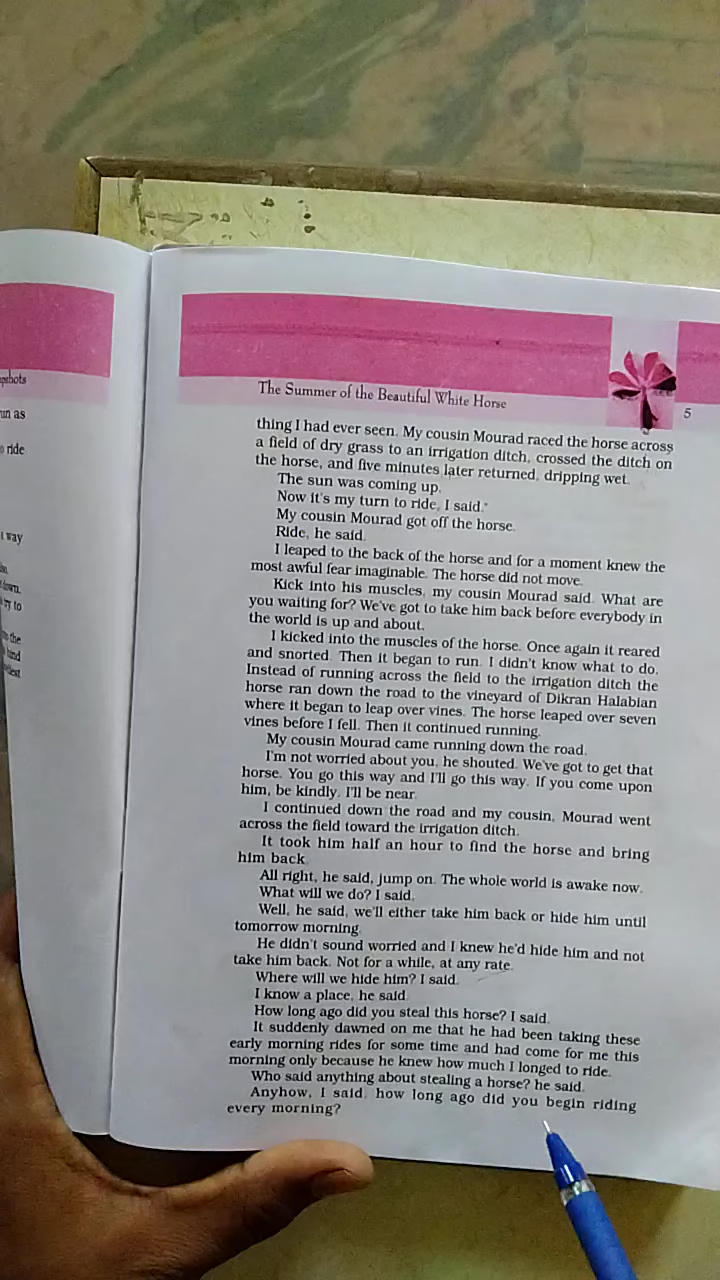 pshots
un as
ride
way
down.
ry to
the
The Summer of the Beautiful White Horse
5
thing I had ever seen. My cousin Mourad raced the horse across
a field of dry grass to an irrigation ditch, crossed the ditch on
the horse, and five minutes later returned, dripping wet.
The sun was coming up.
Now it's my turn to ride, I said.
My cousin Mourad got off the horse.
Ride, he said.
I leaped to the back of the horse and for a moment knew the
most awful fear imaginable. The horse did not move.
Kick into his muscles, my cousin Mourad said. What are
you waiting for? We've got to take him back before everybody in
the world is up and about.
I kicked into the muscles of the horse. Once again it reared
and snorted. Then it began to run. I didn't know what to do.
Instead of running across the field to the irrigation ditch the
horse ran down the road to the vineyard of Dikran Halabian
where it began to leap over vines. The horse leaped over seven
vines before I fell. Then it continued running.
My cousin Mourad came running down the road.
I'm not worried about you, he shouted. We've got to get that
horse. You go this way and I'll go this way. If you come upon
him, be kindly. I'll be near.
I continued down the road and my cousin, Mourad went
across the field toward the irrigation ditch.
It took him half an hour to find the horse and bring
him back.
All right, he said, jump on. The whole world is awake now.
What will we do? I said.
Well, he said, we'll either take him back or hide him until
tomorrow morning.
He didn't sound worried and I knew he'd hide him and not
take him back. Not for a while, at any rate.
Where will we hide him? I said.
I know a place, he said.
How long ago did you steal this horse? I said.
It suddenly dawned on me that he had been taking these
early morning rides for some time and had come for me this
morning only because he knew how much I longed to ride.
Who said anything about stealing a horse? he said.
Anyhow, I said, how long ago did you begin riding
every morning?